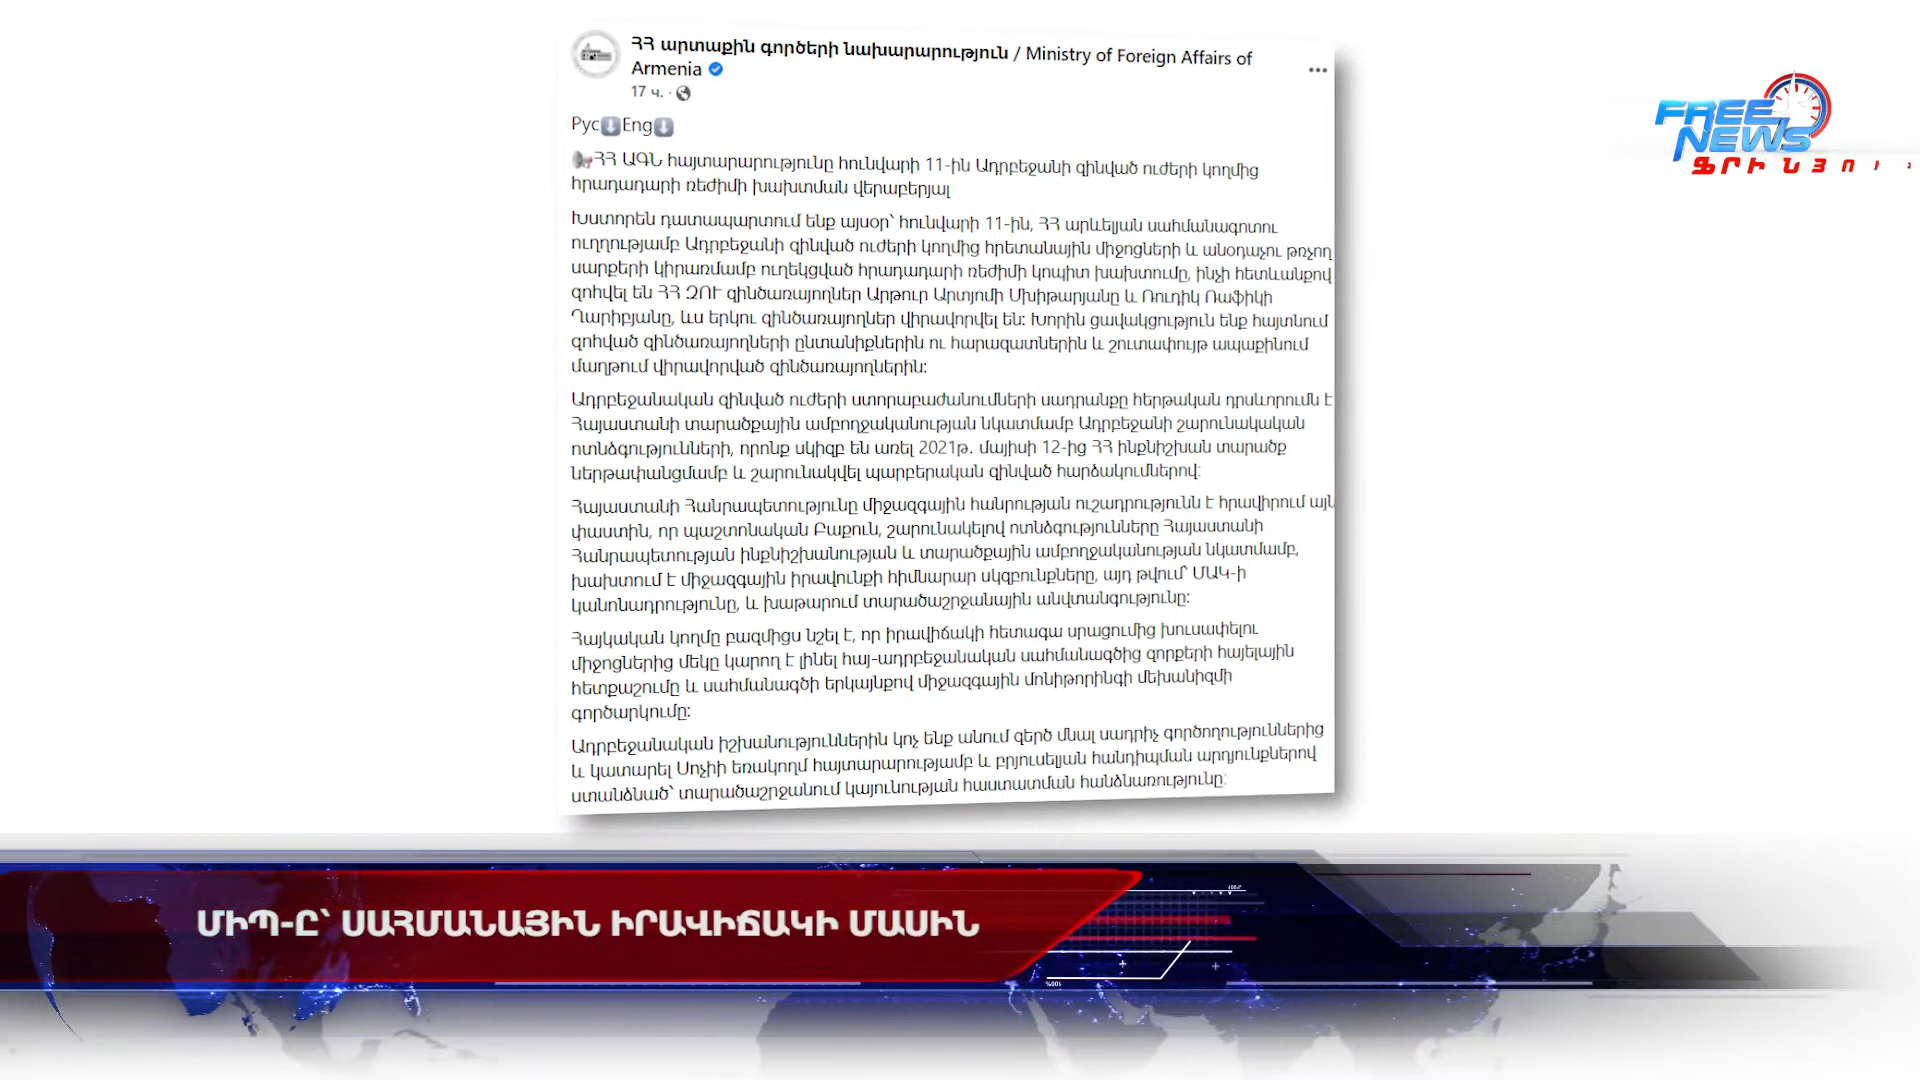 ՀՀ արտաքին գործերի նախարարություն / Ministry of Foreign Affairs of
Armenia
17 ч. ·
Рус⬇Eng⬇
ՀՀ ԱԳՆ հայտարարությունը հունվարի 11-ին Ադրբեջանի զինված ուժերի կողմից
հրադադարի ռեժիմի խախտման վերաբերյալ
Խստորեն դատապարտում ենք այսօր՝ հունվարի 11-ին, ՀՀ արևելյան սահմանագոտու
ուղղությամբ Ադրբեջանի զինված ուժերի կողմից հրետանային միջոցների և անօդաչու թռչող
սարքերի կիրառմամբ ուղեկցված հրադադարի ռեժիմի կոպիտ խախտումը, ինչի հետևանքով
զոհվել են ՀՀ ԶՈՒ զինծառայողներ Արթուր Արտյոմի Մխիթարյանը և Ռուդիկ Ռաֆիկի
Ղարիբյանը, ևս երկու զինծառայողներ վիրավորվել են: Խորին ցավակցություն ենք հայտնում
զոհված զինծառայողների ընտանիքներին ու հարազատներին և շուտափույթ ապաքինում
մաղթում վիրավորված զինծառայողներին:
Ադրբեջանական զինված ուժերի ստորաբաժանումների սադրանքը հերթական դրսևորումն է
Հայաստանի տարածքային ամբողջականության նկատմամբ Ադրբեջանի շարունակական
ոտնձգությունների, որոնք սկիզբ են առել 2021թ. մայիսի 12-ից ՀՀ ինքնիշխան տարածք
ներթափանցմամբ և շարունակվել պարբերական զինված հարձակումներով:
Հայաստանի Հանրապետությունը միջազգային հանրության ուշադրությունն է հրավիրում այն
փաստին, որ պաշտոնական Բաքուն, շարունակելով ոտնձգությունները Հայաստանի
Հանրապետության ինքնիշխանության և տարածքային ամբողջականության նկատմամբ,
խախտում է միջազգային իրավունքի հիմնարար սկզբունքները, այդ թվում՝ ՄԱԿ-ի
կանոնադրությունը, և խաթարում տարածաշրջանային անվտանգությունը:
Հայկական կողմը բազմիցս նշել է, որ իրավիճակի հետագա սրացումից խուսափելու
միջոցներից մեկը կարող է լինել հայ-ադրբեջանական սահմանագծից զորքերի հայելային
հետքաշումը և սահմանագծի երկայնքով միջազգային մոնիթորինգի մեխանիզմի
գործարկումը:
Ադրբեջանական իշխանություններին կոչ ենք անում զերծ մնալ սադրիչ գործողություններից
և կատարել Սոչիի եռակողմ հայտարարությամբ և բրյուսելյան հանդիպման արդյունքներով
ստանձնած՝ տարածաշրջանում կայունության հաստատման հանձնառությունը:
FREE
NEWS
ՖՐԻՆՅՈՒ
ՄԻՊ-Ը՝ ՍԱՀՄԱՆԱՅԻՆ ԻՐԱՎԻՃԱԿԻ ՄԱՍԻՆ